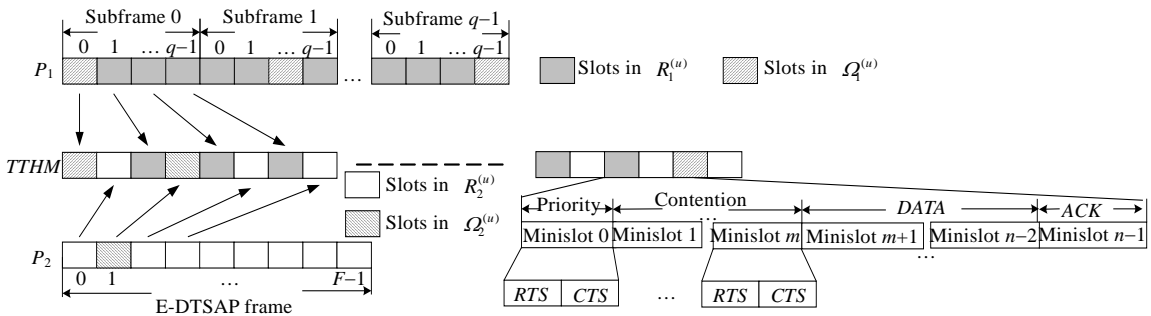 Subframe 0 Subframe 1 Subframe q−1
0 1 … q−1 0 1 … q−1 0 1 … q−1
P₁ … Slots in R₁⁽ᵘ⁾ Slots in Ω₁⁽ᵘ⁾
TTHM
Slots in R₂⁽ᵘ⁾
Slots in Ω₂⁽ᵘ⁾
Priority Contention DATA ACK
…
Minislot 0 Minislot 1 Minislot m Minislot m+1 Minislot n−2 Minislot n−1
…
P₂
0 1 … F−1
E-DTSAP frame
RTS CTS … RTS CTS